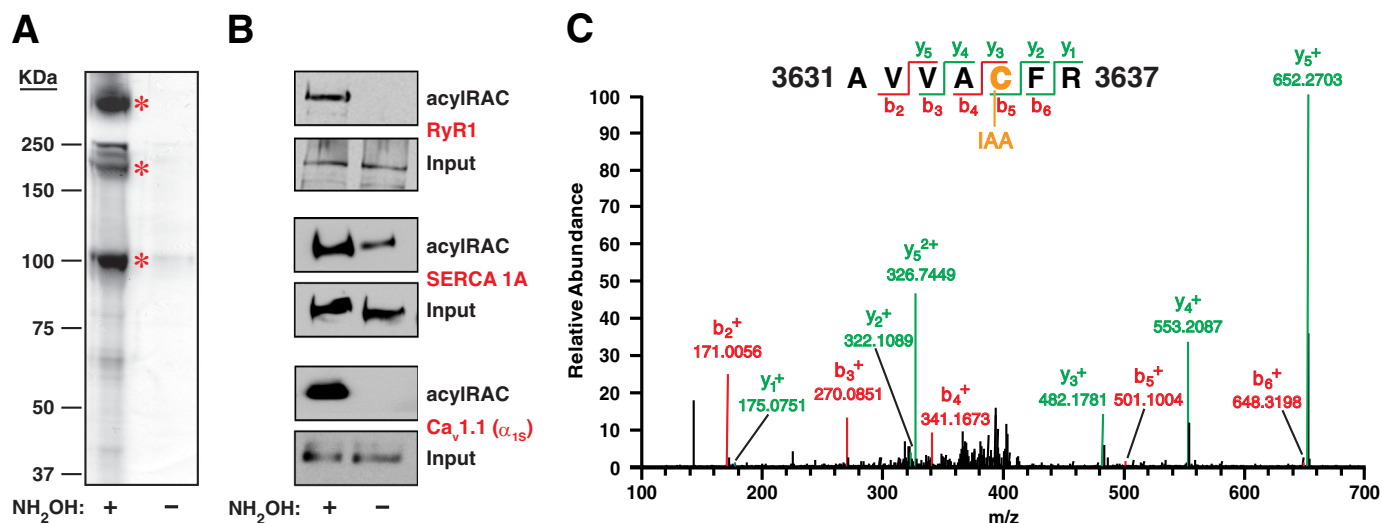 A
KDa
*
250
*
150
100
*
75
50
37
NH₂OH: + −
B
acylRAC
RyR1
Input
acylRAC
SERCA 1A
Input
acylRAC
Caᵥ1.1 (α₁S)
Input
NH₂OH: + −
C
y₅ y₄ y₃ y₂ y₁
3631 A V V A C F R 3637
b₂ b₃ b₄ b₅ b₆
IAA
Relative Abundance
100
90
80
70
60
50
40
30
20
10
0
b₂⁺
171.0056
y₁⁺
175.0751
b₃⁺
270.0851
y₂⁺
322.1089
y₅²⁺
326.7449
b₄⁺
341.1673
y₃⁺
482.1781
b₅⁺
501.1004
y₄⁺
553.2087
b₆⁺
648.3198
y₅⁺
652.2703
100 200 300 400 500 600 700
m/z